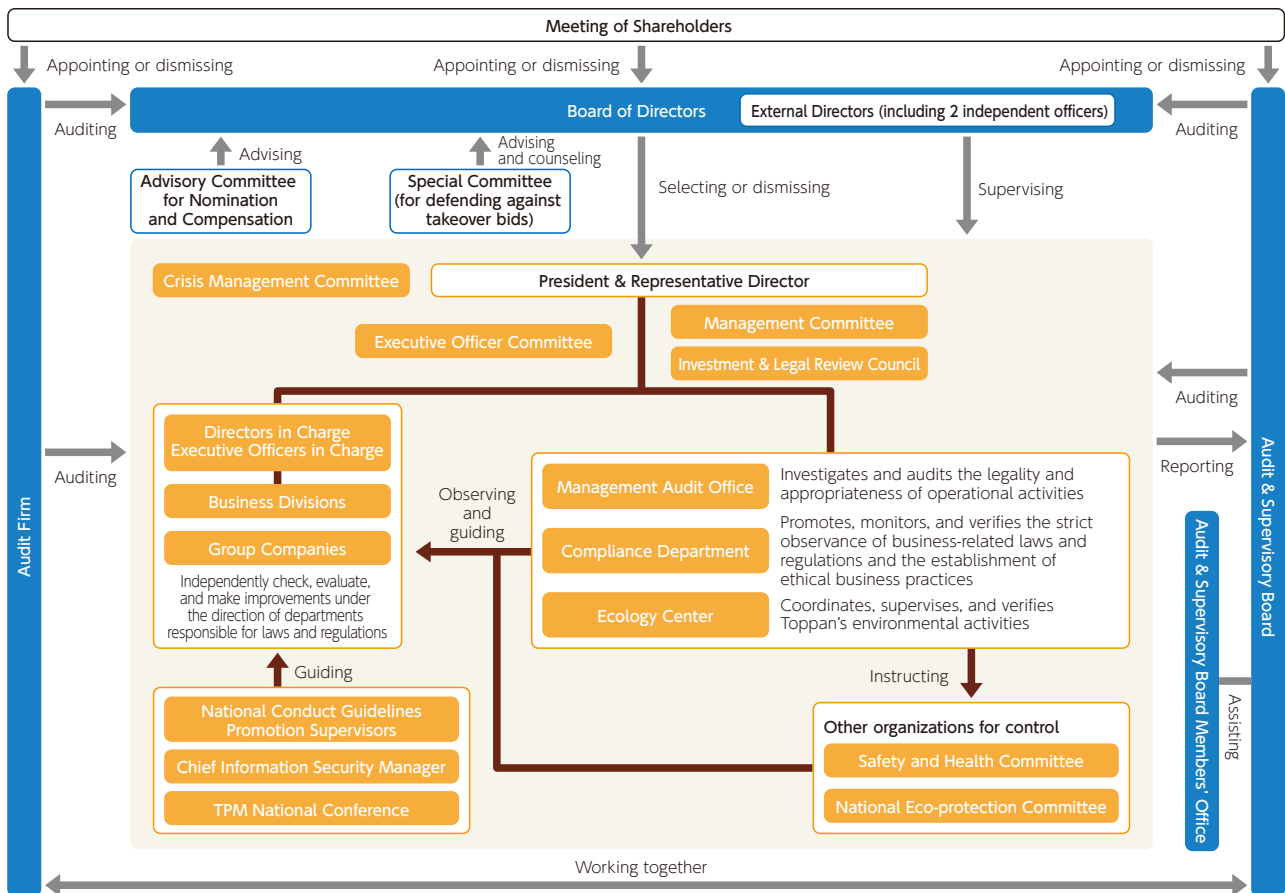 Meeting of Shareholders
Appointing or dismissing
Appointing or dismissing
Appointing or dismissing
Board of Directors
External Directors (including 2 independent officers)
Auditing
Auditing
Advising
Advising
and counseling
Advisory Committee
for Nomination
and Compensation
Special Committee
(for defending against
takeover bids)
Selecting or dismissing
Supervising
Crisis Management Committee
President & Representative Director
Executive Officer Committee
Management Committee
Investment & Legal Review Council
Auditing
Reporting
Auditing
Audit Firm
Audit & Supervisory Board
Audit & Supervisory Board Members' Office
Assisting
Directors in Charge
Executive Officers in Charge
Business Divisions
Group Companies
Independently check, evaluate,
and make improvements under
the direction of departments
responsible for laws and regulations
Observing
and
guiding
Management Audit Office
Investigates and audits the legality and
appropriateness of operational activities
Compliance Department
Promotes, monitors, and verifies the strict
observance of business-related laws and
regulations and the establishment of
ethical business practices
Ecology Center
Coordinates, supervises, and verifies
Toppan's environmental activities
Guiding
Instructing
National Conduct Guidelines
Promotion Supervisors
Chief Information Security Manager
TPM National Conference
Other organizations for control
Safety and Health Committee
National Eco-protection Committee
Working together